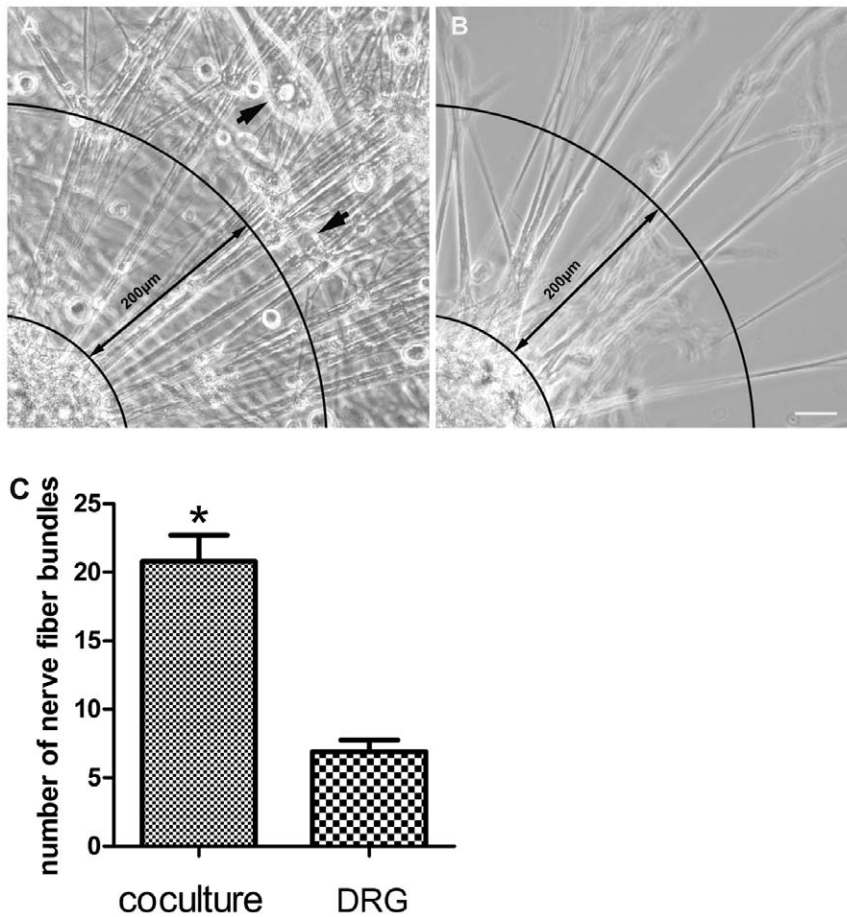 A
B
200µm
200µm
C
number of nerve fiber bundles
25
20
15
10
5
0
*
coculture
DRG